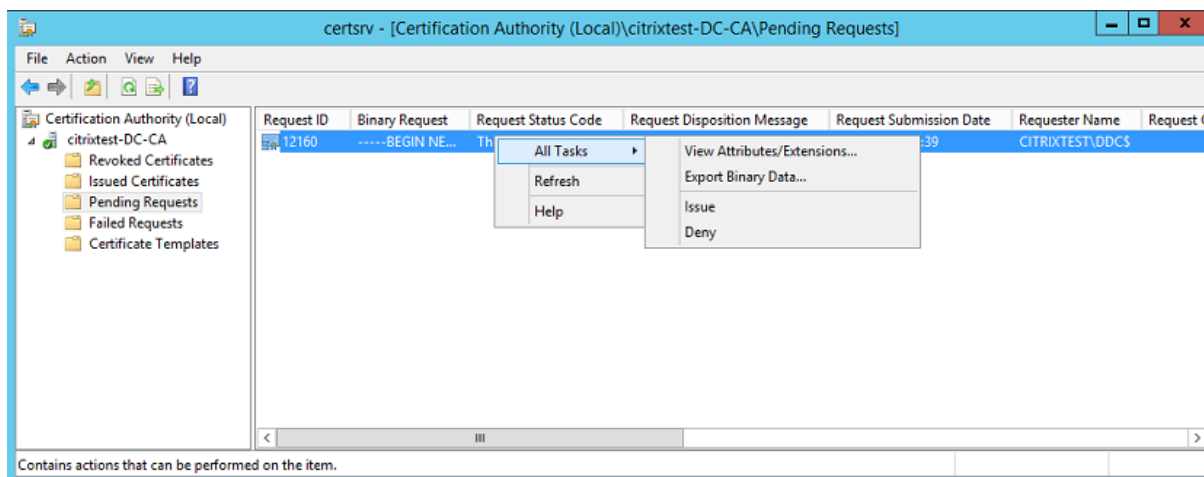 certsrv - [Certification Authority (Local)\citrixtest-DC-CA\Pending Requests]
File Action View Help
Certification Authority (Local)
citrixtest-DC-CA
Revoked Certificates
Issued Certificates
Pending Requests
Failed Requests
Certificate Templates
Request ID Binary Request Request Status Code Request Disposition Message Request Submission Date Requester Name Request
12160 -----BEGIN NE... Th :39 CITRIXTEST\DDC$
All Tasks
Refresh
Help
View Attributes/Extensions...
Export Binary Data...
Issue
Deny
Contains actions that can be performed on the item.